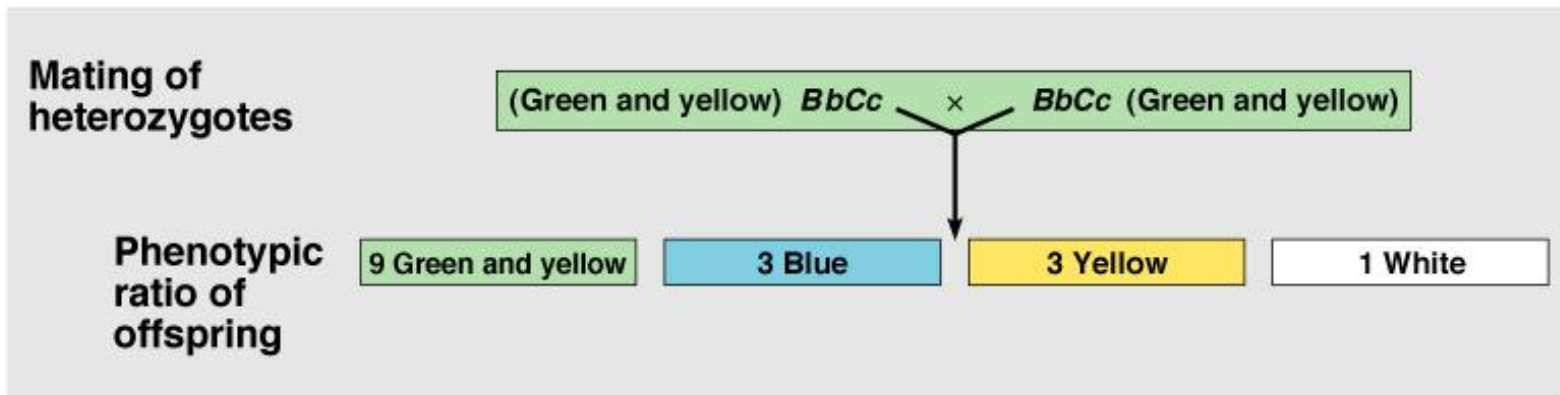 Mating of
heterozygotes
(Green and yellow) BbCc × BbCc (Green and yellow)
Phenotypic
ratio of
offspring
9 Green and yellow
3 Blue
3 Yellow
1 White